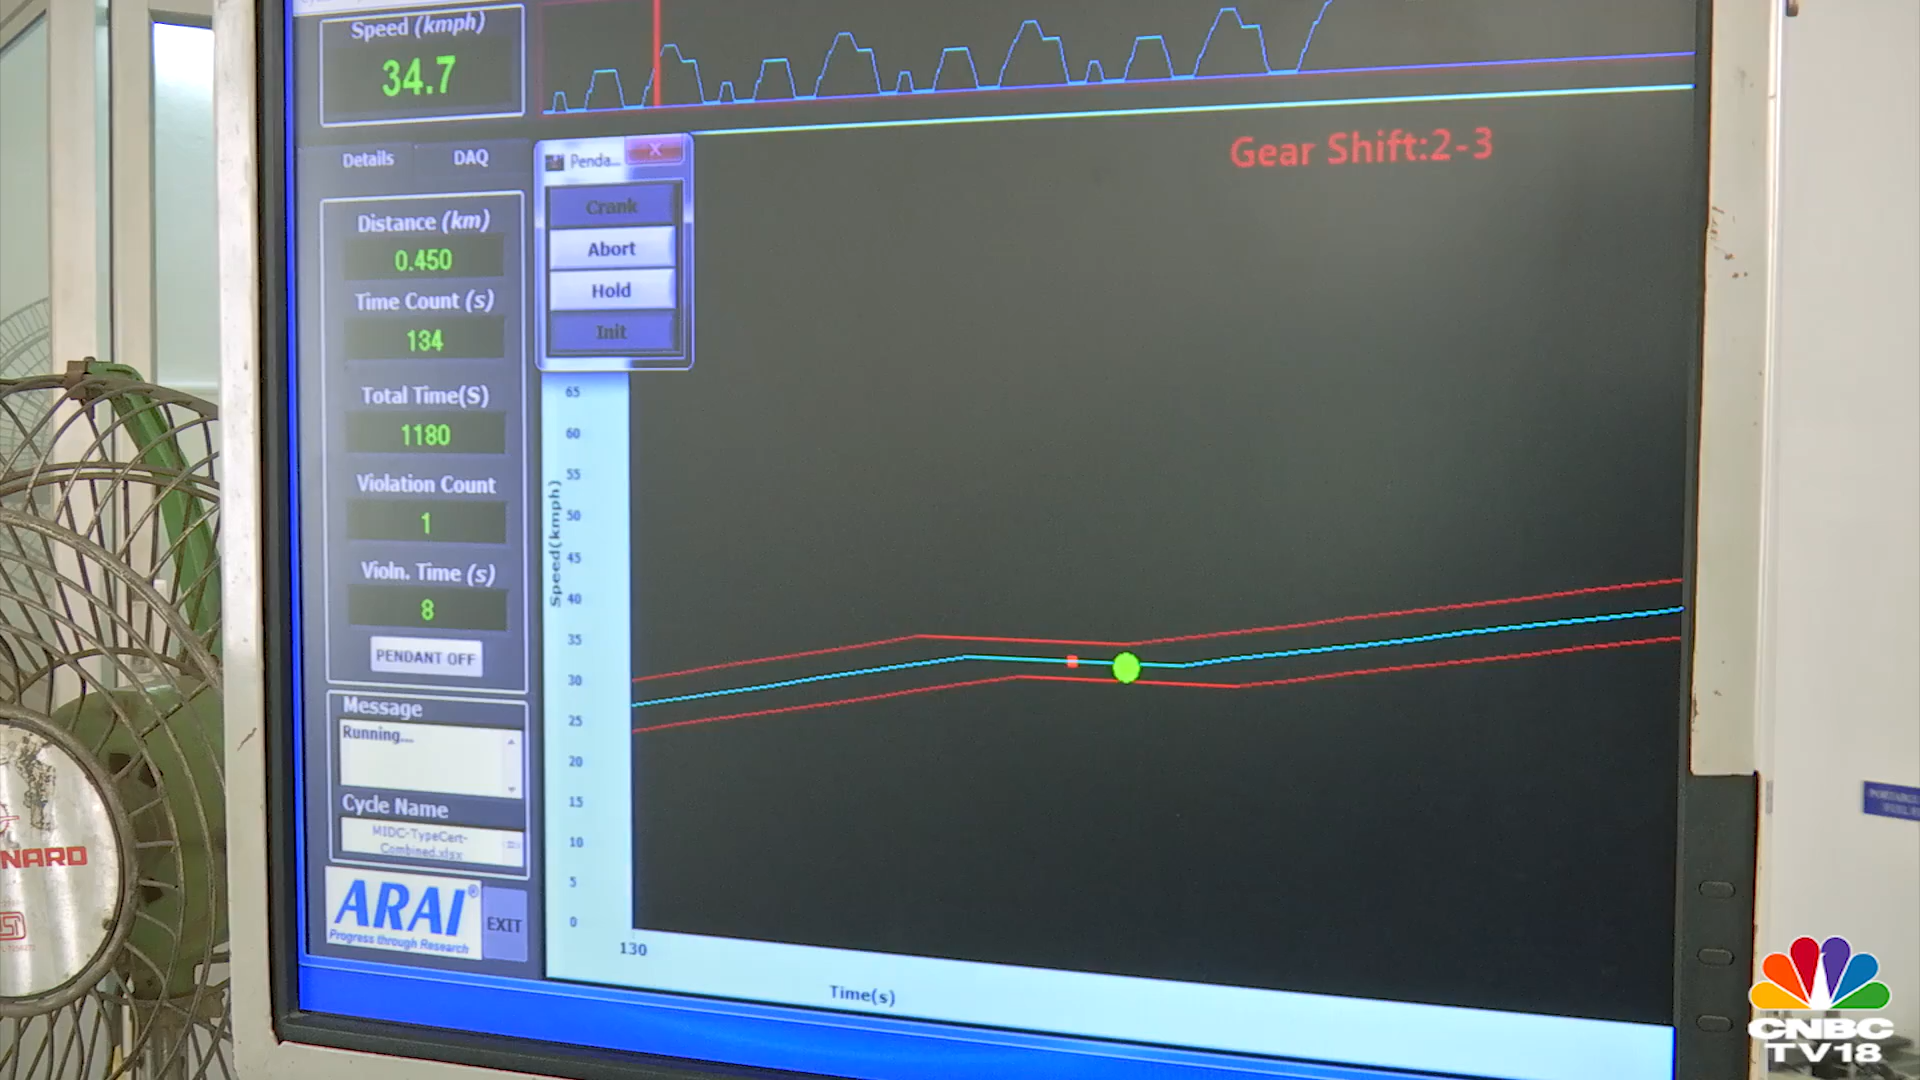 Speed (kmph)
34.7
Gear Shift:2-3
Details
DAQ
Penda...
X
Crank
Abort
Hold
Init
Distance (km)
0.450
Time Count (s)
134
Total Time(S)
1180
Violation Count
1
Violn. Time (s)
8
PENDANT OFF
Message
Running...
Cycle Name
MIDC-TypeCert-
Combined.xlsx
ARAI®
Progress through Research
EXIT
65
60
55
50
45
40
35
30
25
20
15
10
5
0
Speed(kmph)
130
Time(s)
NARD
CNBC
TV18